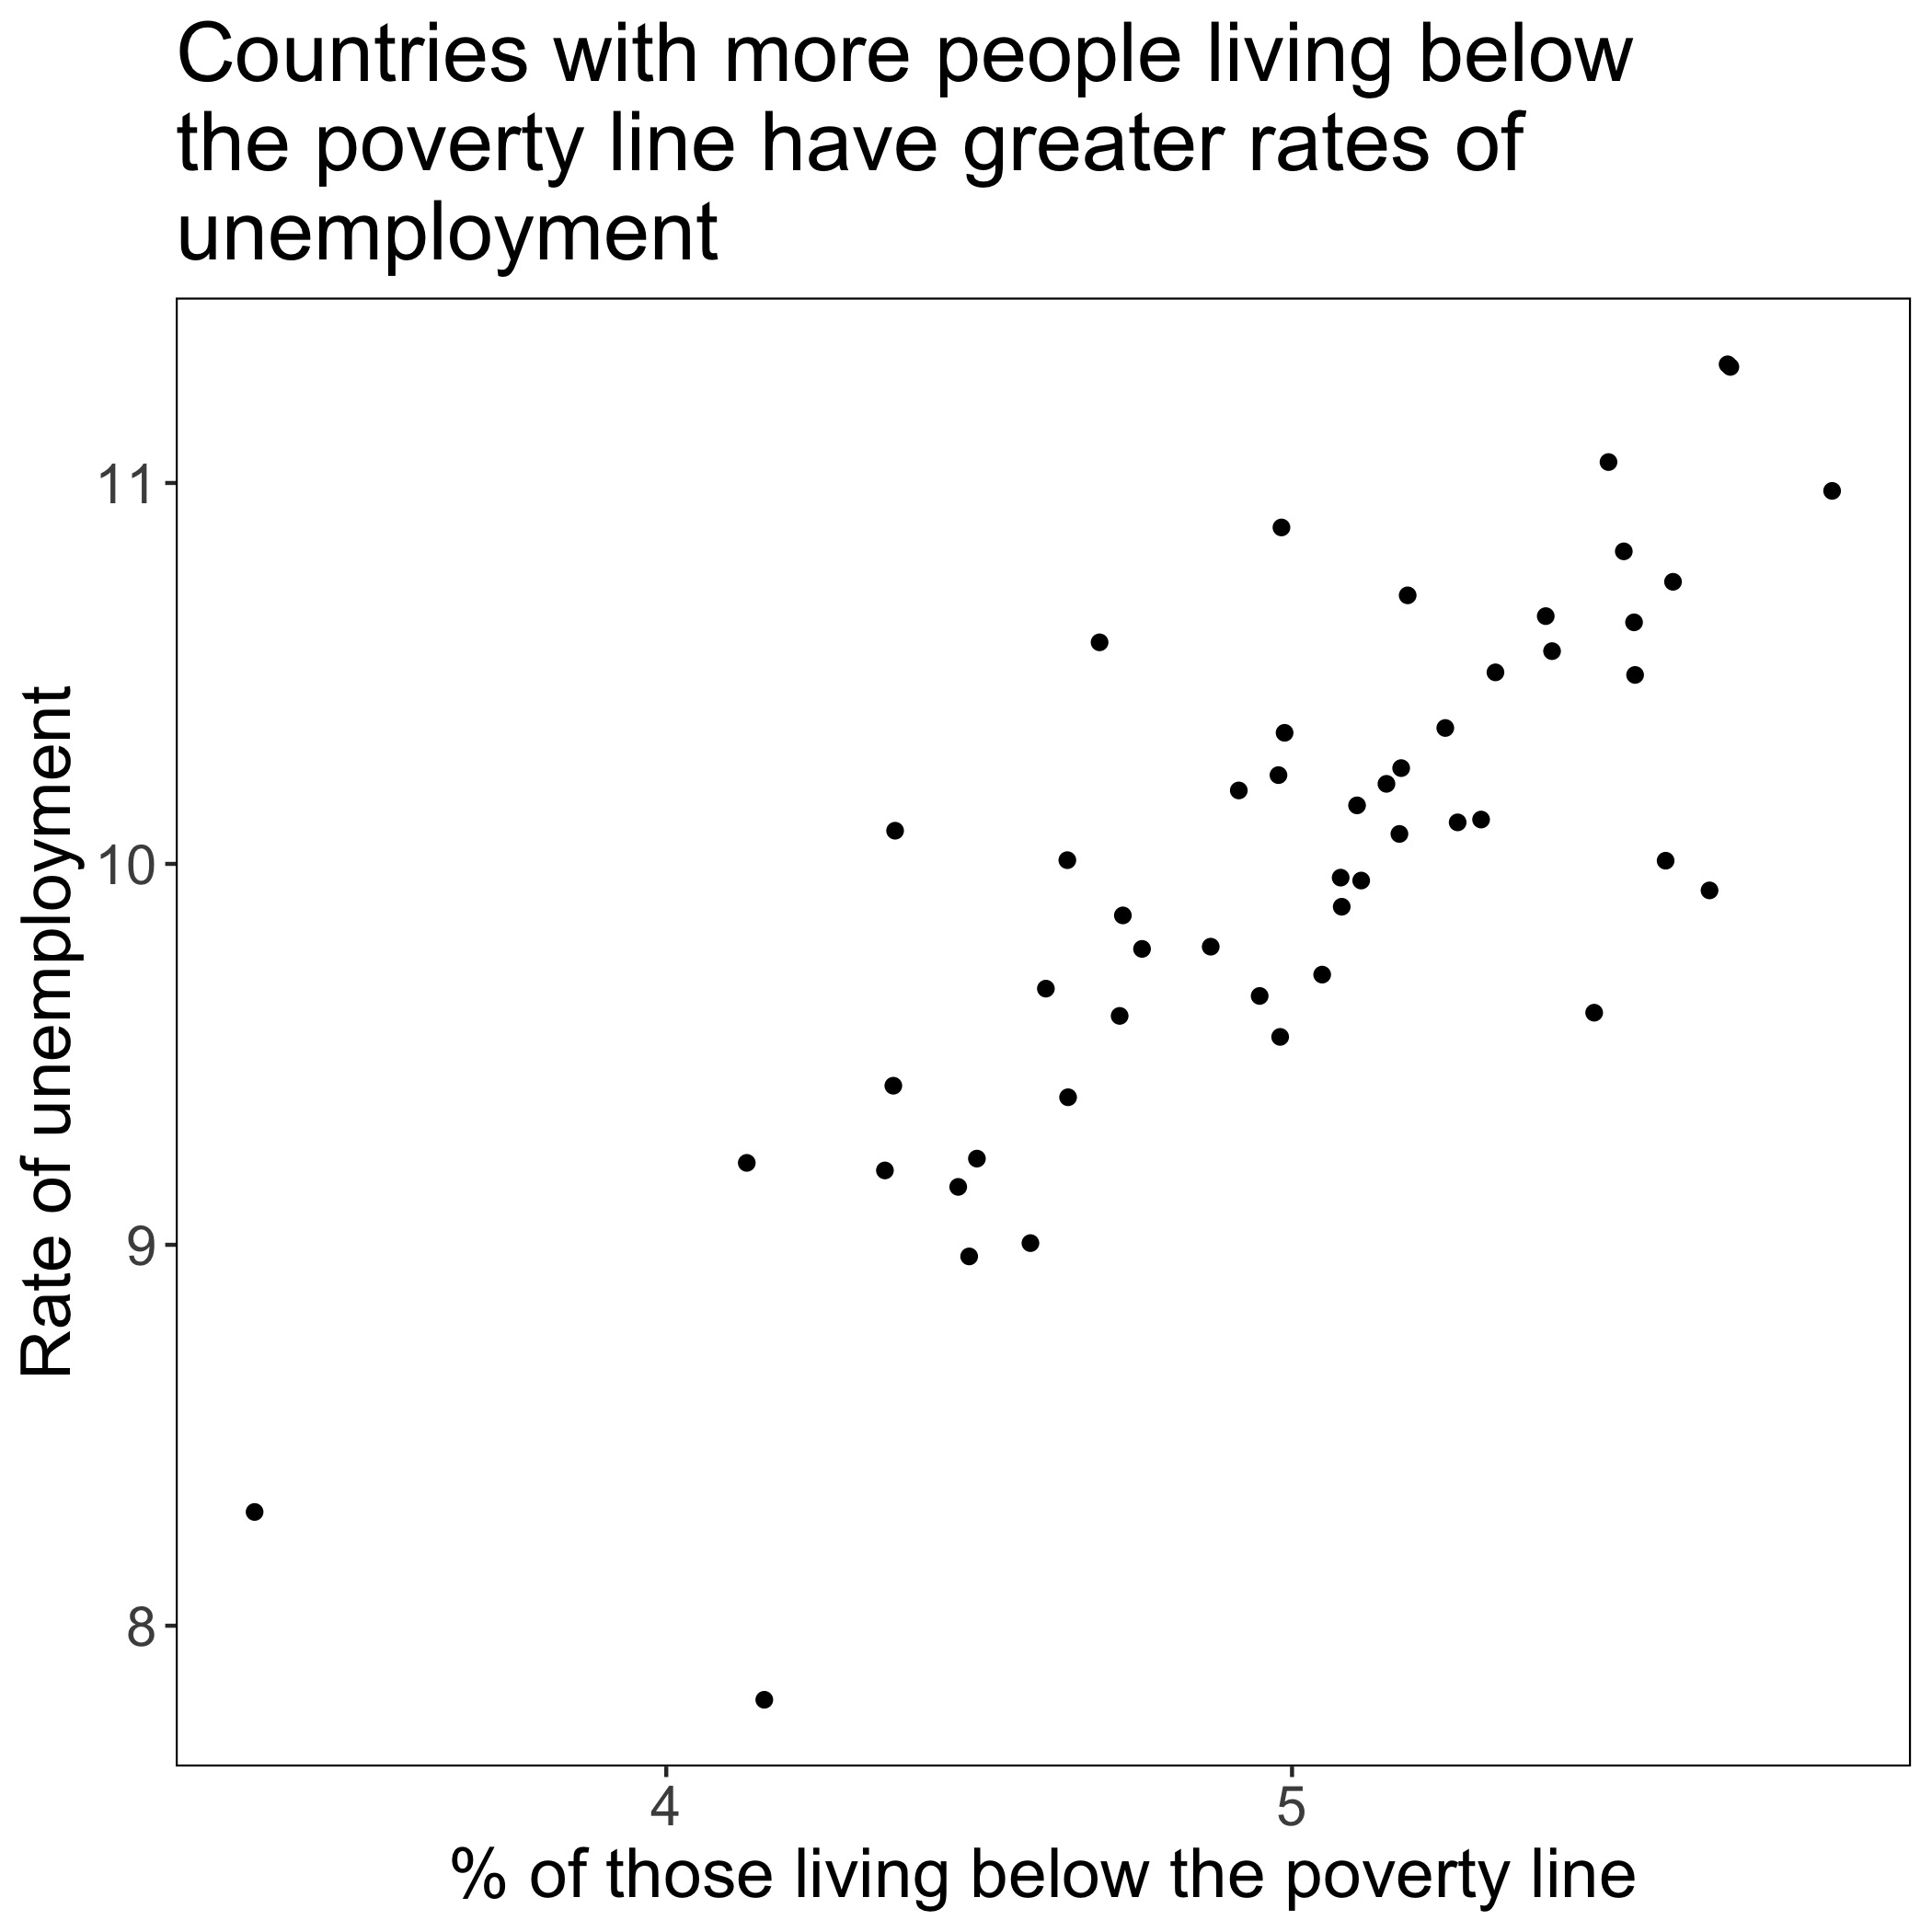 Countries with more people living below
the poverty line have greater rates of
unemployment
11
10
9
8
Rate of unemployment
4
5
% of those living below the poverty line